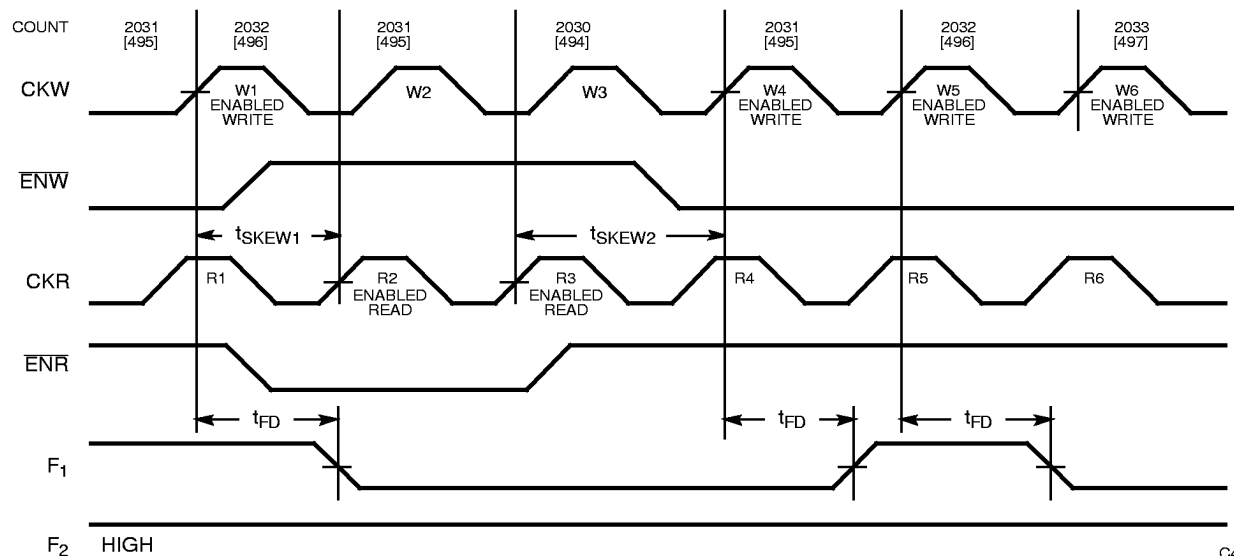 COUNT 2031 2032 2031 2030 2031 2032 2033
[495] [496] [495] [494] [495] [496] [497]
CKW W1 W2 W3 W4 W5 W6
ENABLED ENABLED ENABLED ENABLED
WRITE WRITE WRITE WRITE
ENW
tSKEW1 tSKEW2
CKR R1 R2 R3 R4 R5 R6
ENABLED ENABLED
READ READ
ENR
tFD tFD tFD
F1
F2 HIGH